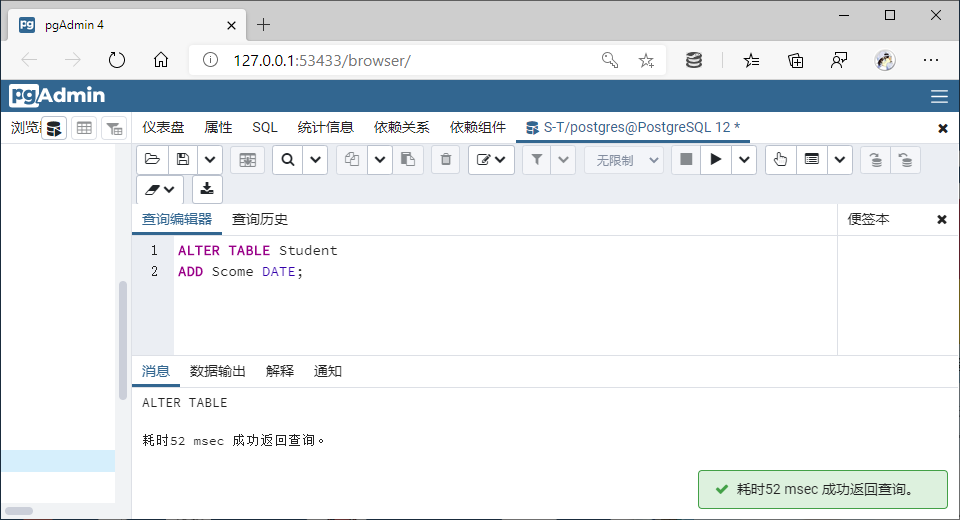 pgAdmin 4
127.0.0.1:53433/browser/
pgAdmin
浏览器 仪表盘 属性 SQL 统计信息 依赖关系 依赖组件 S-T/postgres@PostgreSQL 12 *
无限制
查询编辑器 查询历史 便签本
1 ALTER TABLE Student
2 ADD Scome DATE;
消息 数据输出 解释 通知
ALTER TABLE
耗时52 msec 成功返回查询。
耗时52 msec 成功返回查询。